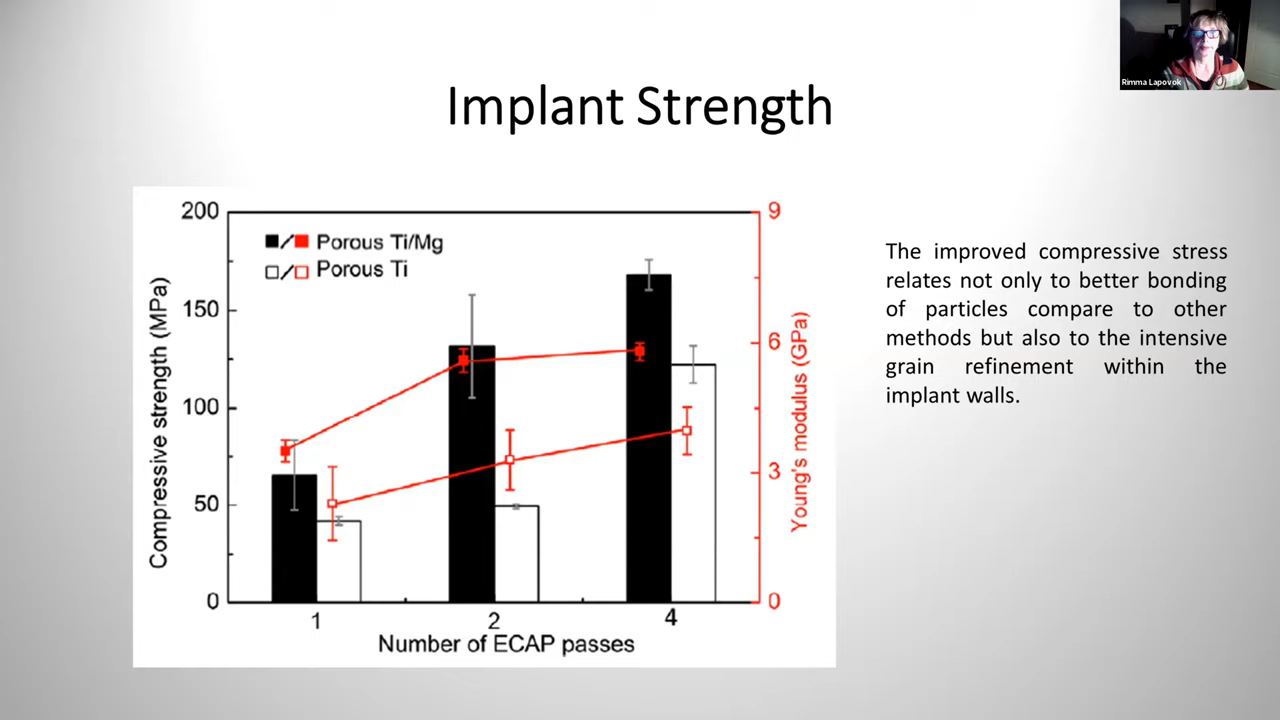 Rimma Lapovok
Implant Strength
200
150
100
50
0
Compressive strength (MPa)
Porous Ti/Mg
Porous Ti
9
6
3
0
Young's modulus (GPa)
1
2
4
Number of ECAP passes
The improved compressive stress
relates not only to better bonding
of particles compare to other
methods but also to the intensive
grain refinement within the
implant walls.